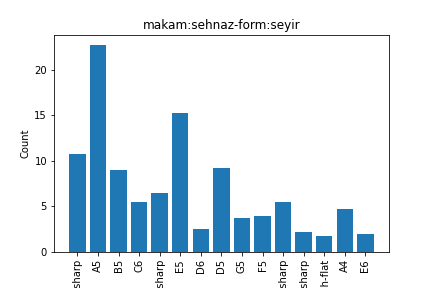 makam:sehnaz-form:seyir
20
15
10
5
0
Count
sharp
A5
B5
C6
sharp
E5
D6
D5
G5
F5
sharp
sharp
h-flat
A4
E6